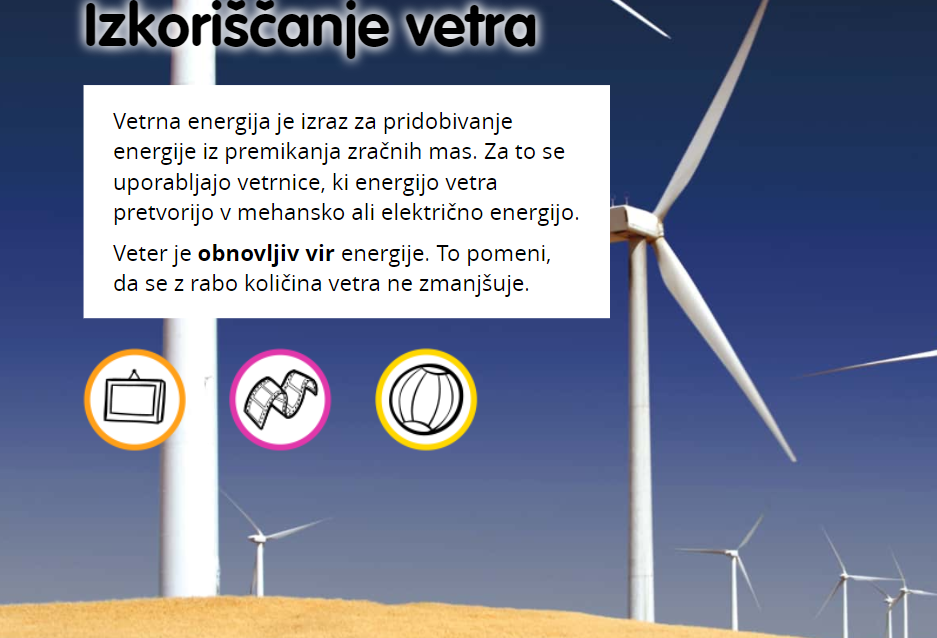 Izkoriščanje vetra
Vetrna energija je izraz za pridobivanje
energije iz premikanja zračnih mas. Za to se
uporabljajo vetrnice, ki energijo vetra
pretvorijo v mehansko ali električno energijo.
Veter je obnovljiv vir energije. To pomeni,
da se z rabo količina vetra ne zmanjšuje.